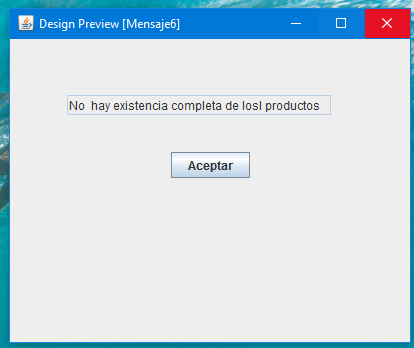 Design Preview [Mensaje6]
No  hay existencia completa de losl productos
Aceptar